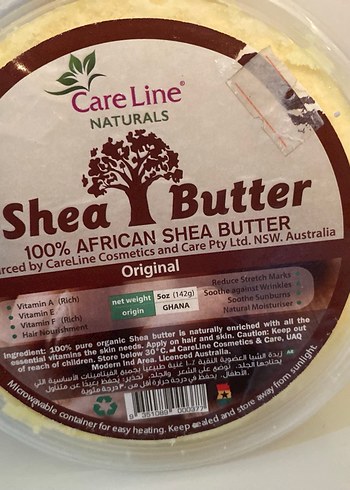 Care Line®
NATURALS
Shea Butter
100% AFRICAN SHEA BUTTER
rced by CareLine Cosmetics and Care Pty Ltd. NSW. Australia
Original
Vitamin A (Rich)
Vitamin E
Vitamin F (Rich)
Hair Nourishment
net weight 5oz (142g)
origin GHANA
Reduce Stretch Marks
Soothe against Wrinkles
Soothe Sunburns
Natural Moisturiser
Ingredient: 100% pure organic Shea butter is naturally enriched with all the
essential vitamins the skin needs. Apply on hair and skin. Caution: Keep out
of reach of children. Store below 30°C. CareLine Cosmetics & Care. UAQ
Modern Ind Area. Licenced Australia.
Microwavable container for easy heating. Keep sealed and store away from sunlight